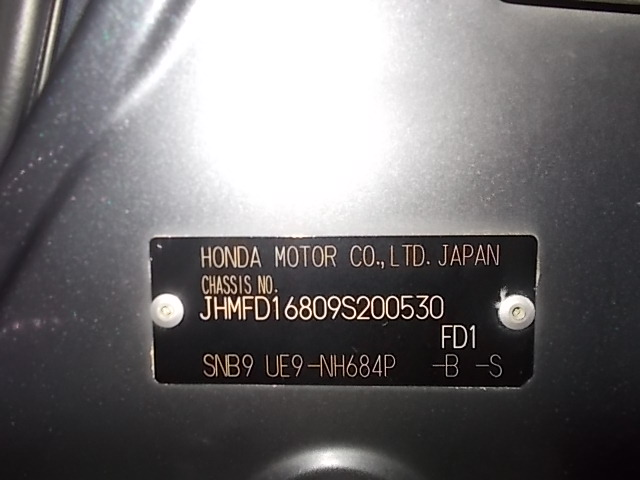 HONDA MOTOR CO.,LTD. JAPAN
CHASSIS NO.
JHMFD16809S200530
FD1
SNB9 UE9-NH684P -B -S